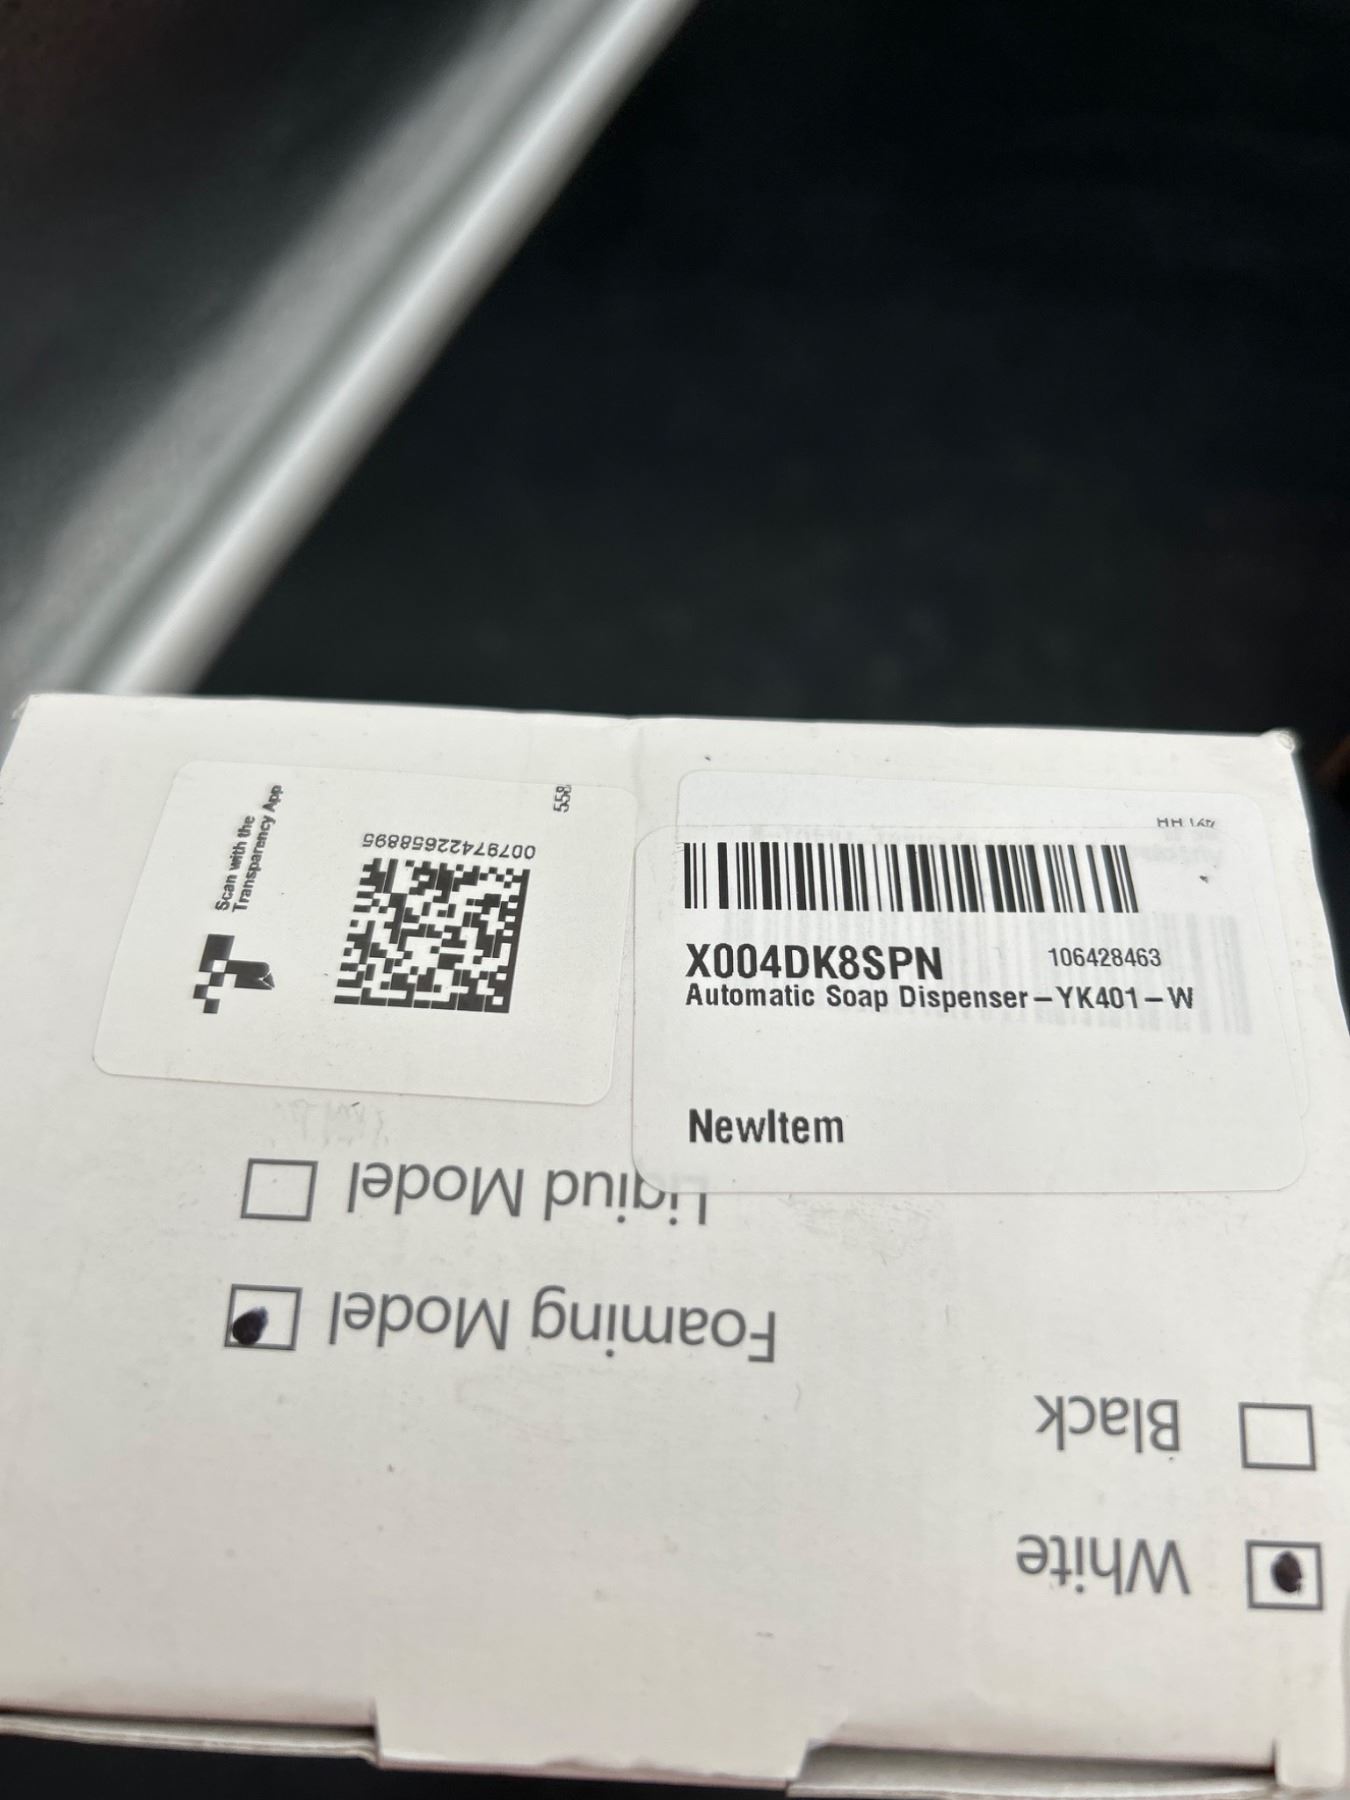 Scan with the
Transparency App
00797422658895
558
X004DK8SPN
106428463
Automatic Soap Dispenser–YK401–W
NewItem
Liqiud Model
Foaming Model
Black
White